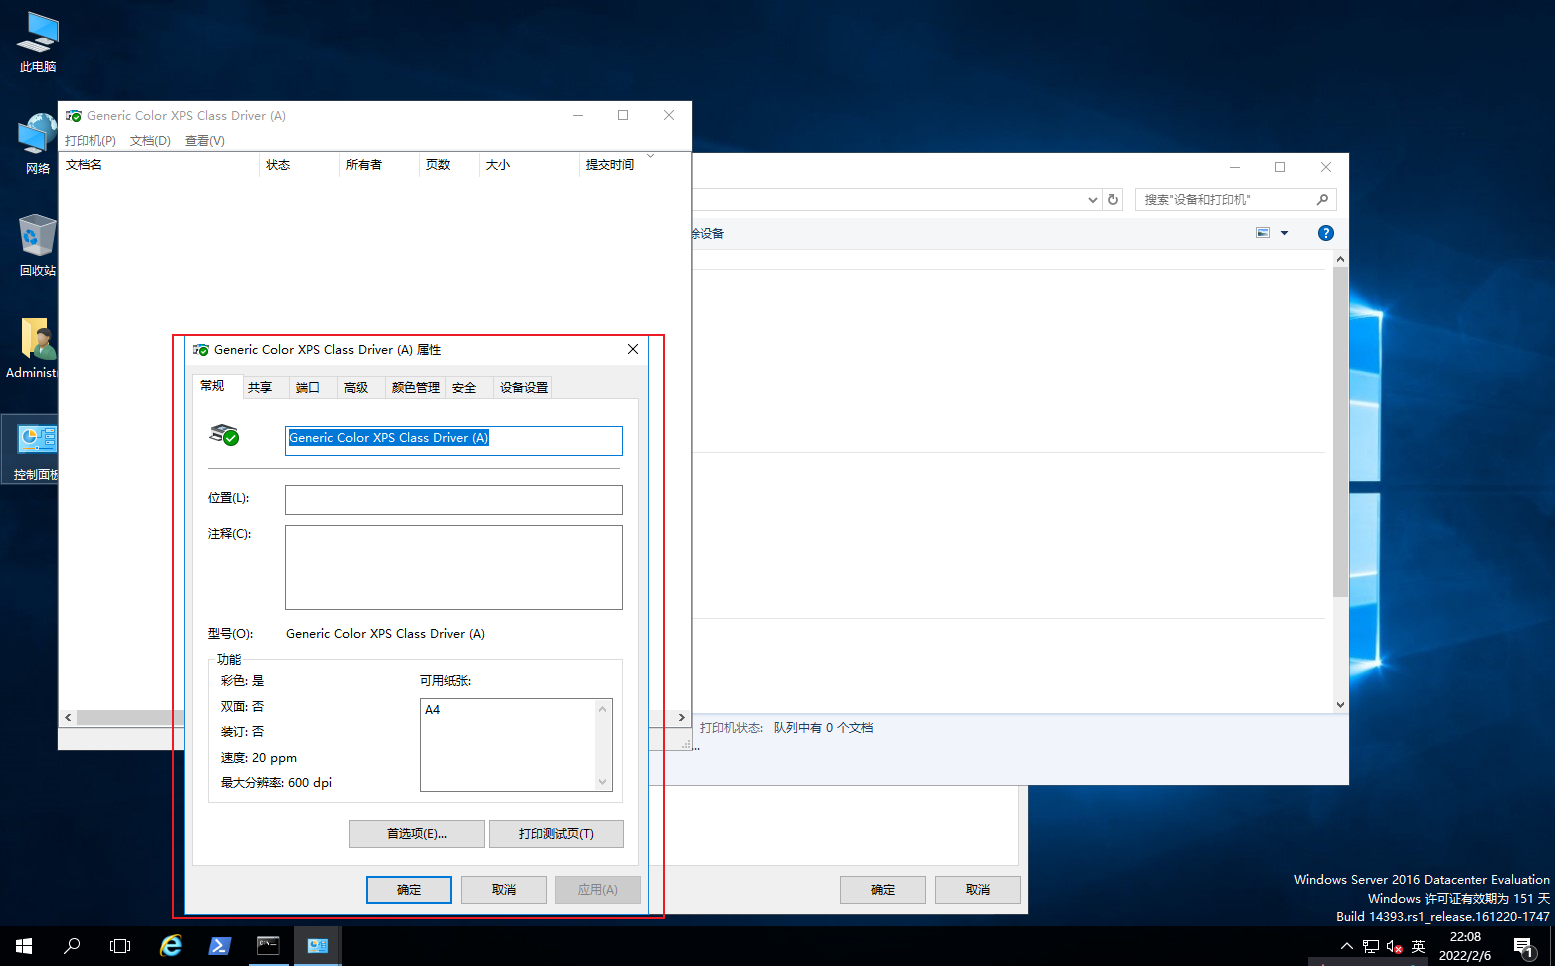 此电脑
网络
回收站
Administr
控制面板
Generic Color XPS Class Driver (A)
打印机(P) 文档(D) 查看(V)
文档名 状态 所有者 页数 大小 提交时间
搜索"设备和打印机"
除设备
打印机状态: 队列中有 0 个文档
...
Generic Color XPS Class Driver (A) 属性
常规 共享 端口 高级 颜色管理 安全 设备设置
Generic Color XPS Class Driver (A)
位置(L):
注释(C):
型号(O): Generic Color XPS Class Driver (A)
功能
彩色: 是
双面: 否
装订: 否
速度: 20 ppm
最大分辨率: 600 dpi
可用纸张:
A4
首选项(E)... 打印测试页(T)
确定 取消 应用(A)
确定 取消
Windows Server 2016 Datacenter Evaluation
Windows 许可证有效期为 151 天
Build 14393.rs1_release.161220-1747
英
22:08
2022/2/6
1